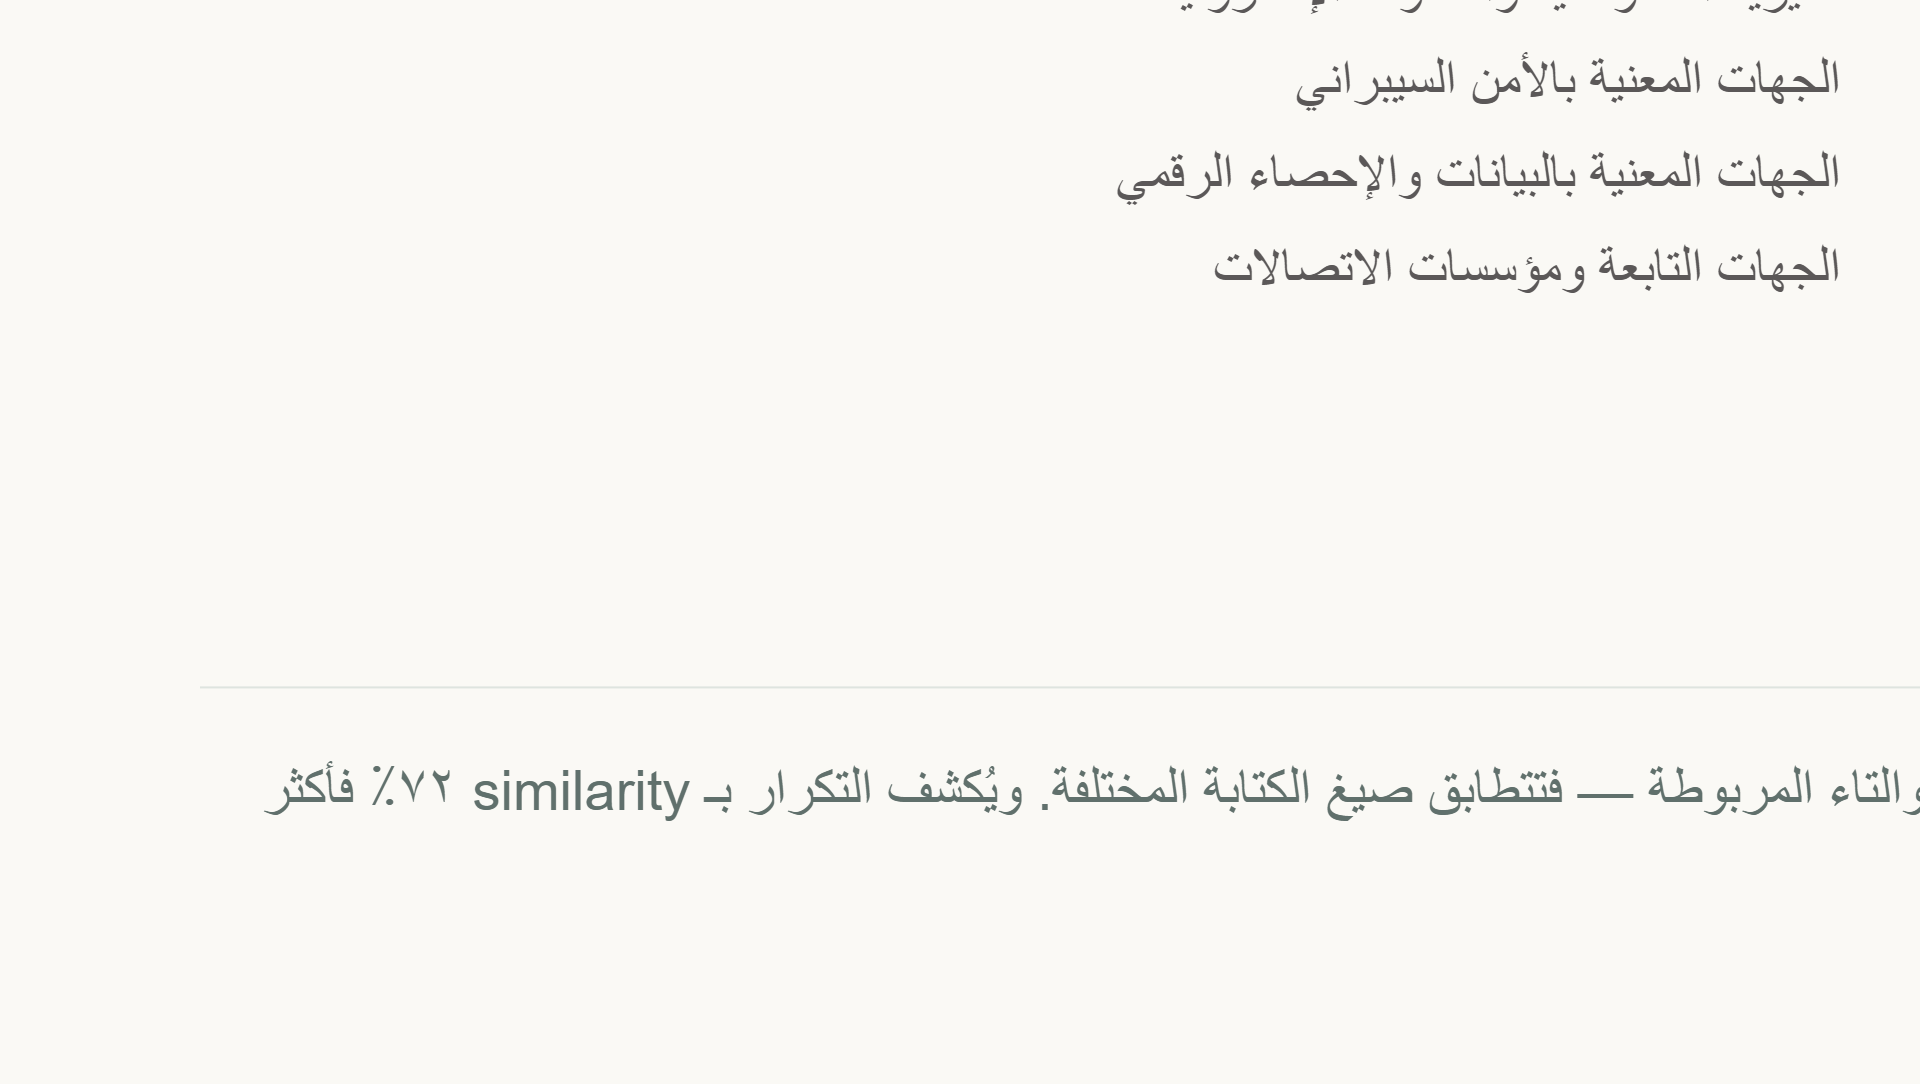 الجهات المعنية بالأمن السيبراني
الجهات المعنية بالبيانات والإحصاء الرقمي
الجهات التابعة ومؤسسات الاتصالات
والتاء المربوطة — فتتطابق صيغ الكتابة المختلفة. ويُكشف التكرار بـ similarity ٧٢٪ فأكثر